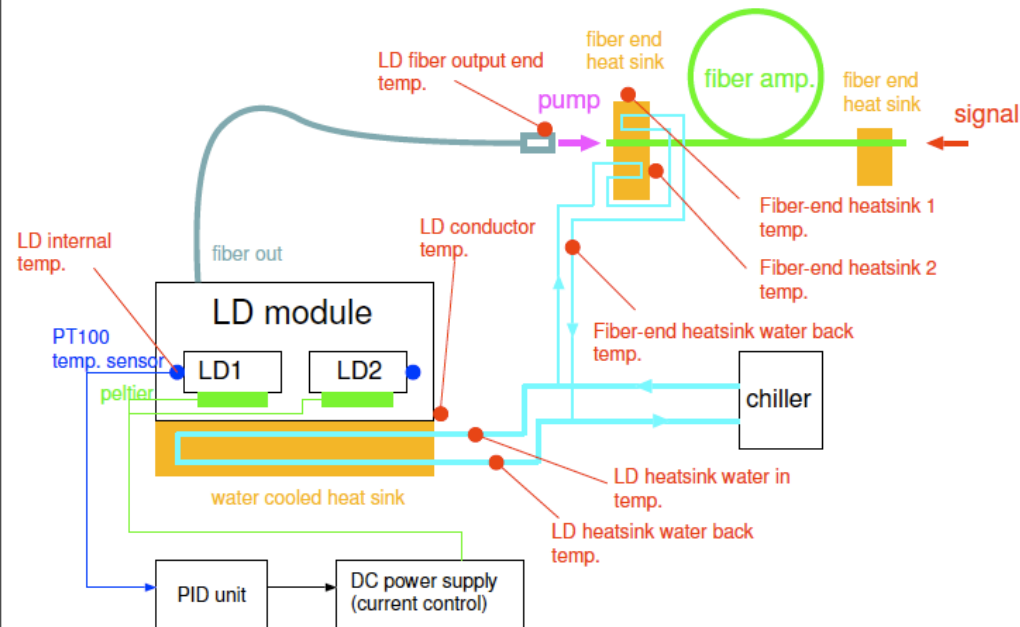 fiber end
heat sink
LD fiber output end
temp.
pump
fiber amp.
fiber end
heat sink
signal
LD internal
temp.
fiber out
LD conductor
temp.
Fiber-end heatsink 1
temp.
Fiber-end heatsink 2
temp.
LD module
PT100
temp. sensor
LD1
LD2
peltier
Fiber-end heatsink water back
temp.
chiller
water cooled heat sink
LD heatsink water in
temp.
LD heatsink water back
temp.
PID unit
DC power supply
(current control)